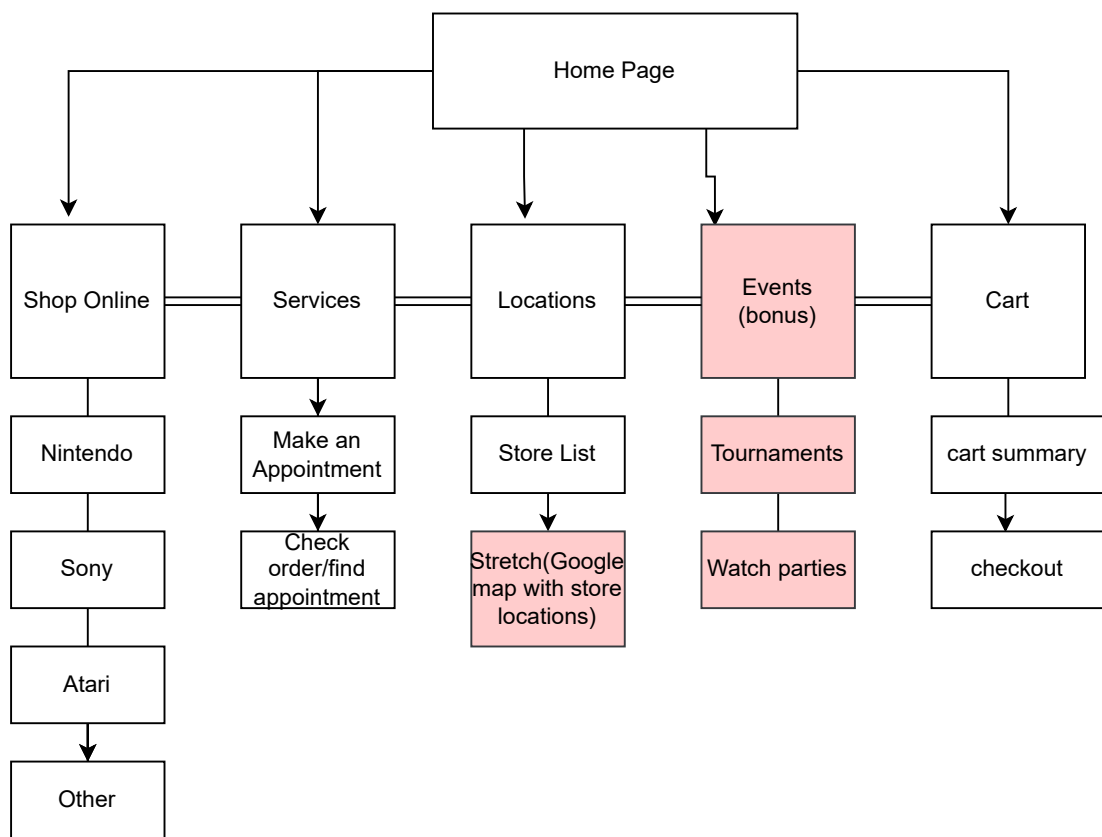 Home Page
Shop Online
Services
Locations
Events
(bonus)
Cart
Nintendo
Make an
Appointment
Store List
Tournaments
cart summary
Sony
Check
order/find
appointment
Stretch(Google
map with store
locations)
Watch parties
checkout
Atari
Other